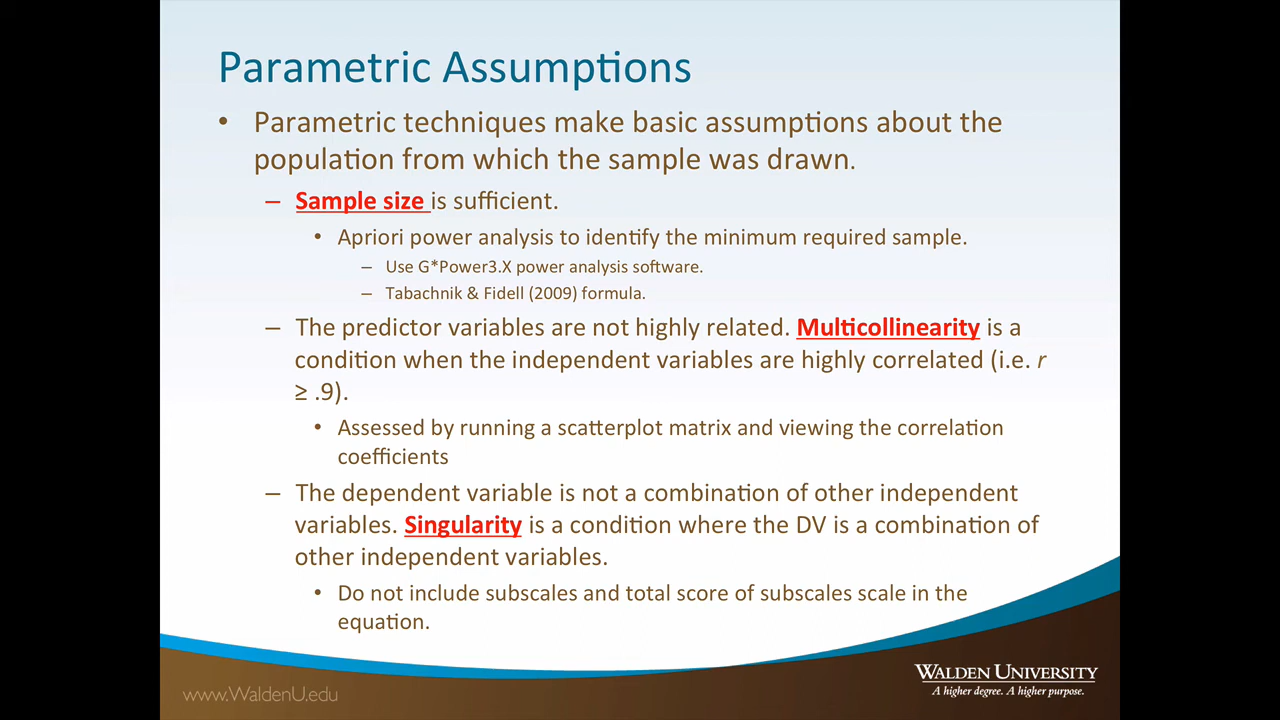 Parametric Assumptions
• Parametric techniques make basic assumptions about the
population from which the sample was drawn.
– Sample size is sufficient.
• Apriori power analysis to identify the minimum required sample.
– Use G*Power3.X power analysis software.
– Tabachnik & Fidell (2009) formula.
– The predictor variables are not highly related. Multicollinearity is a
condition when the independent variables are highly correlated (i.e. r
≥ .9).
• Assessed by running a scatterplot matrix and viewing the correlation
coefficients
– The dependent variable is not a combination of other independent
variables. Singularity is a condition where the DV is a combination of
other independent variables.
• Do not include subscales and total score of subscales scale in the
equation.
WALDEN UNIVERSITY
A higher degree. A higher purpose.
www.WaldenU.edu